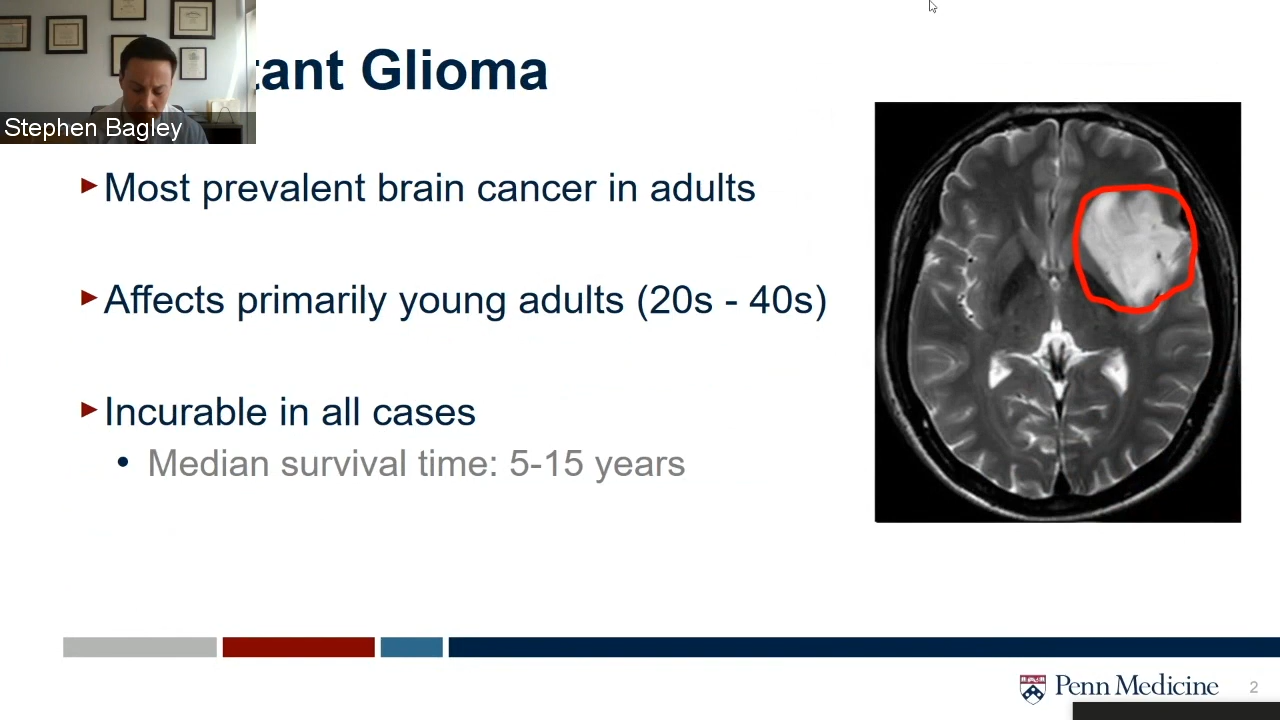 tant Glioma
Stephen Bagley
Most prevalent brain cancer in adults
Affects primarily young adults (20s - 40s)
Incurable in all cases
Median survival time: 5-15 years
Penn Medicine
2